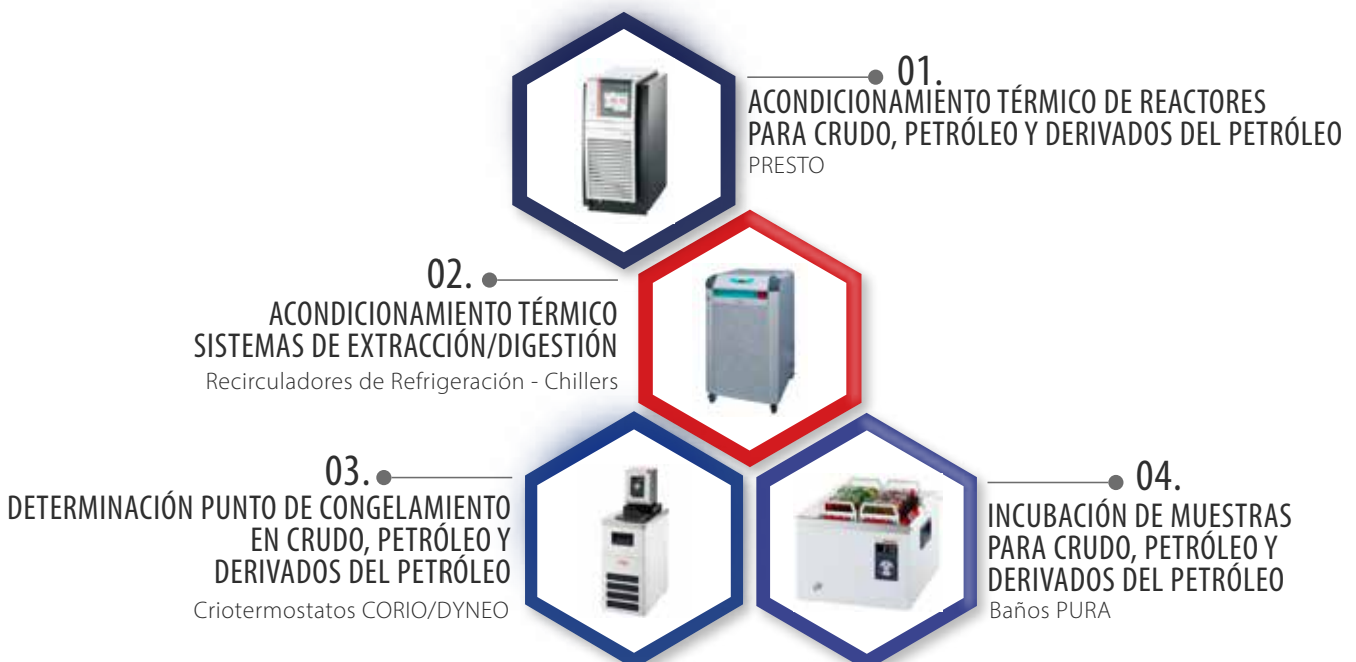 01.
ACONDICIONAMIENTO TÉRMICO DE REACTORES
PARA CRUDO, PETRÓLEO Y DERIVADOS DEL PETRÓLEO
PRESTO
02.
ACONDICIONAMIENTO TÉRMICO
SISTEMAS DE EXTRACCIÓN/DIGESTIÓN
Recirculadores de Refrigeración - Chillers
03.
DETERMINACIÓN PUNTO DE CONGELAMIENTO
EN CRUDO, PETRÓLEO Y
DERIVADOS DEL PETRÓLEO
Criotermostatos CORIO/DYNEO
04.
INCUBACIÓN DE MUESTRAS
PARA CRUDO, PETRÓLEO Y
DERIVADOS DEL PETRÓLEO
Baños PURA